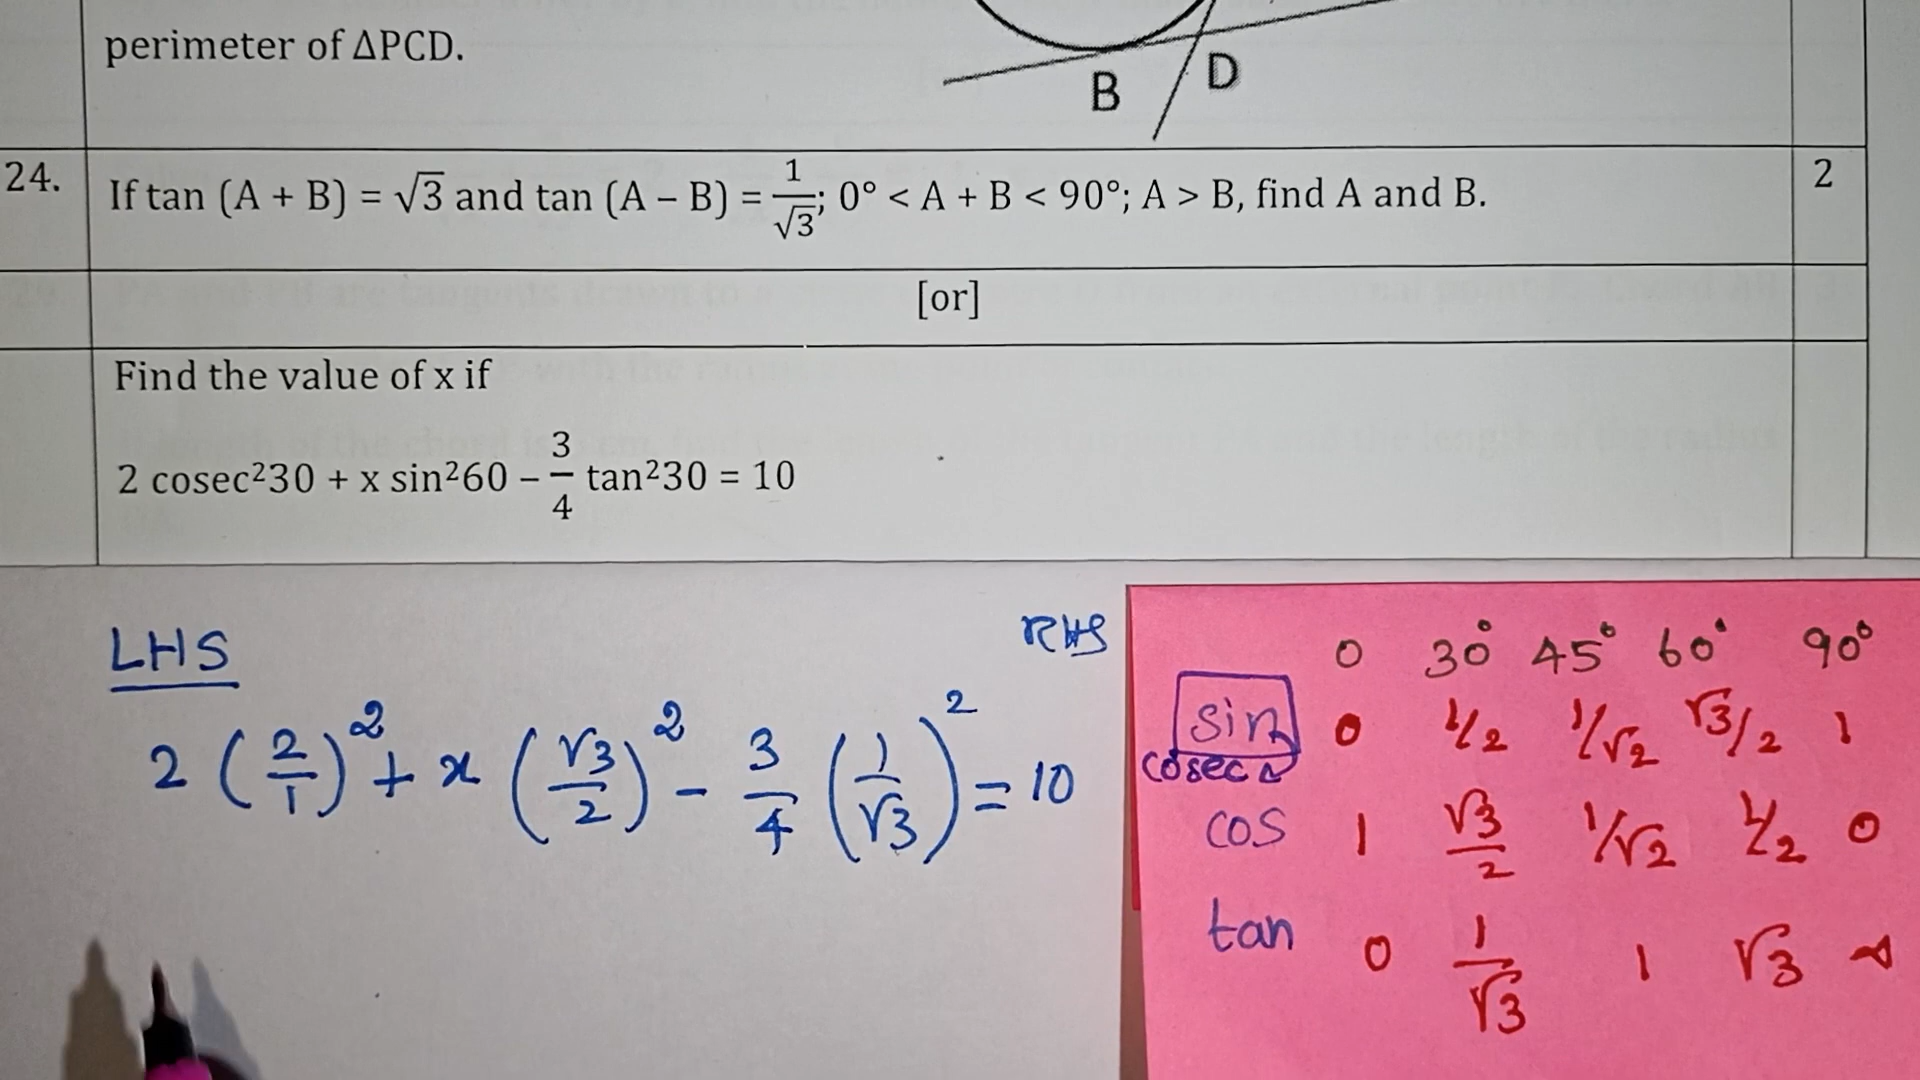 perimeter of ΔPCD.
B
D
24.
If tan (A + B) = √3 and tan (A – B) = 1/√3; 0° < A + B < 90°; A > B, find A and B.
2
[or]
Find the value of x if
2 cosec²30 + x sin²60 – 3/4 tan²30 = 10
LHS
RHS
2 (2/1)² + x (√3/2)² - 3/4 (1/√3)² = 10
0 30° 45° 60° 90°
sin 0 1/2 1/√2 √3/2 1
cosec
cos 1 √3/2 1/√2 1/2 0
tan 0 1/√3 1 √3